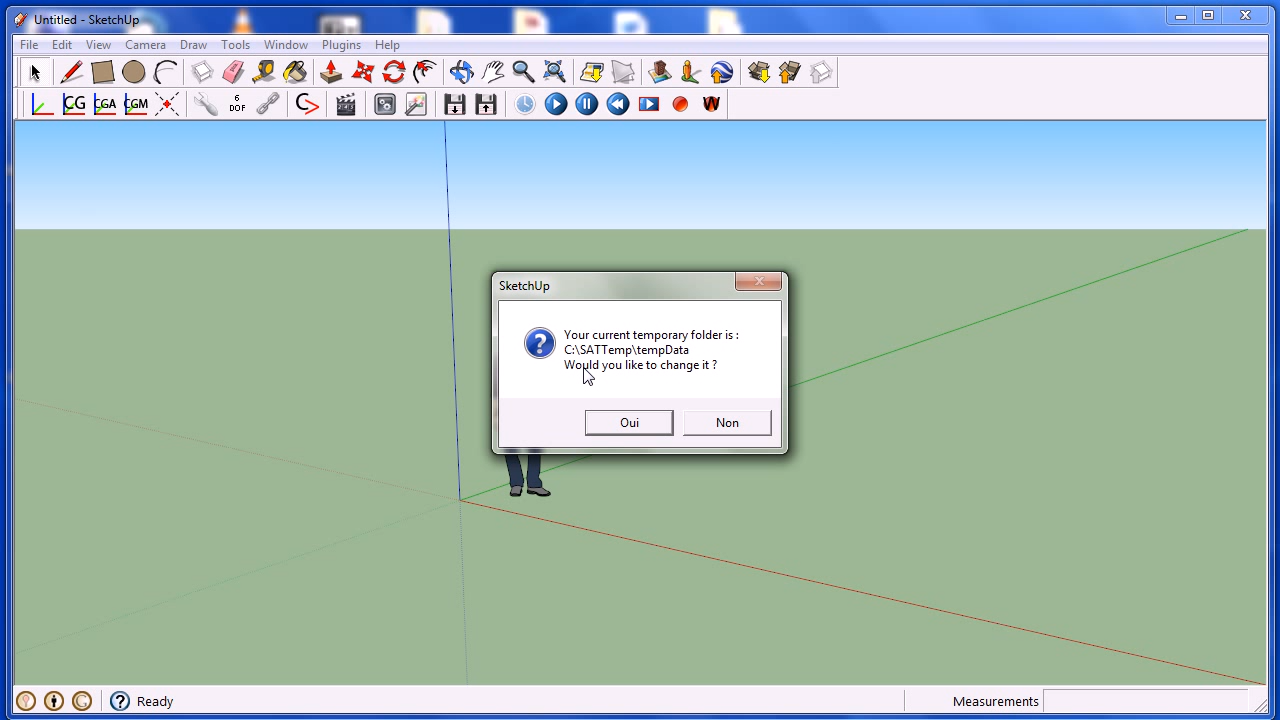 Untitled - SketchUp
File Edit View Camera Draw Tools Window Plugins Help
CG CGA CGM 6 DOF
SketchUp
Your current temporary folder is :
C:\SATTemp\tempData
Would you like to change it ?
Oui Non
Ready Measurements